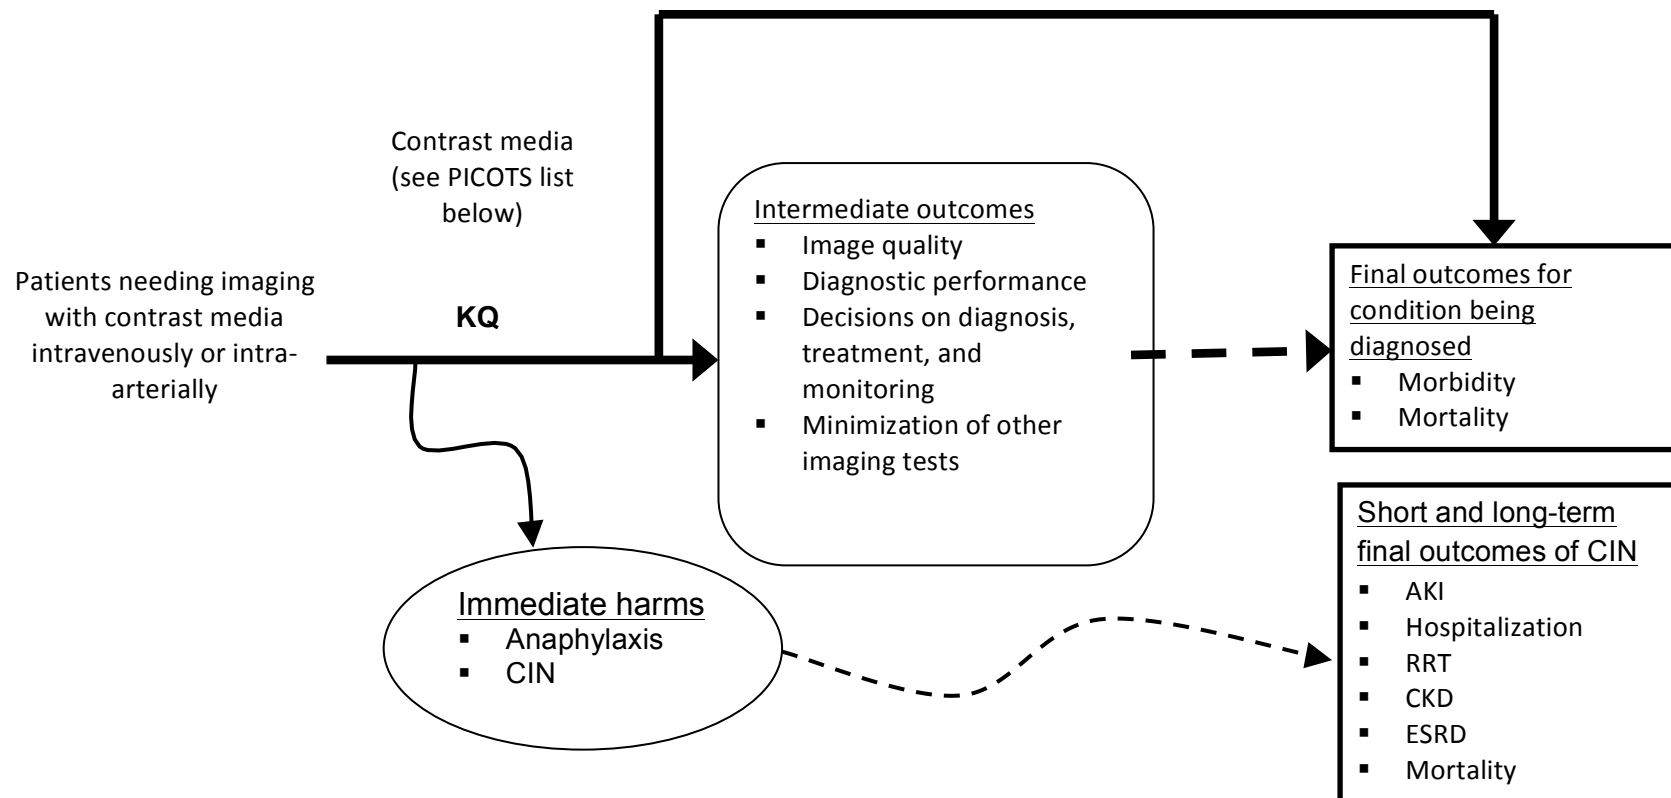 Contrast media
(see PICOTS list
below)
Patients needing imaging
with contrast media
intravenously or intra-
arterially
KQ
Intermediate outcomes
▪ Image quality
▪ Diagnostic performance
▪ Decisions on diagnosis,
treatment, and
monitoring
▪ Minimization of other
imaging tests
Final outcomes for
condition being
diagnosed
▪ Morbidity
▪ Mortality
Immediate harms
▪ Anaphylaxis
▪ CIN
Short and long-term
final outcomes of CIN
▪ AKI
▪ Hospitalization
▪ RRT
▪ CKD
▪ ESRD
▪ Mortality